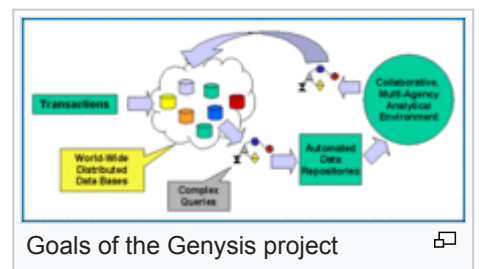 Transactions
World-Wide
Distributed
Data Bases
Complex
Queries
Automated
Data
Repositories
Collaborative,
Multi-Agency
Analytical
Environment
Goals of the Genysis project